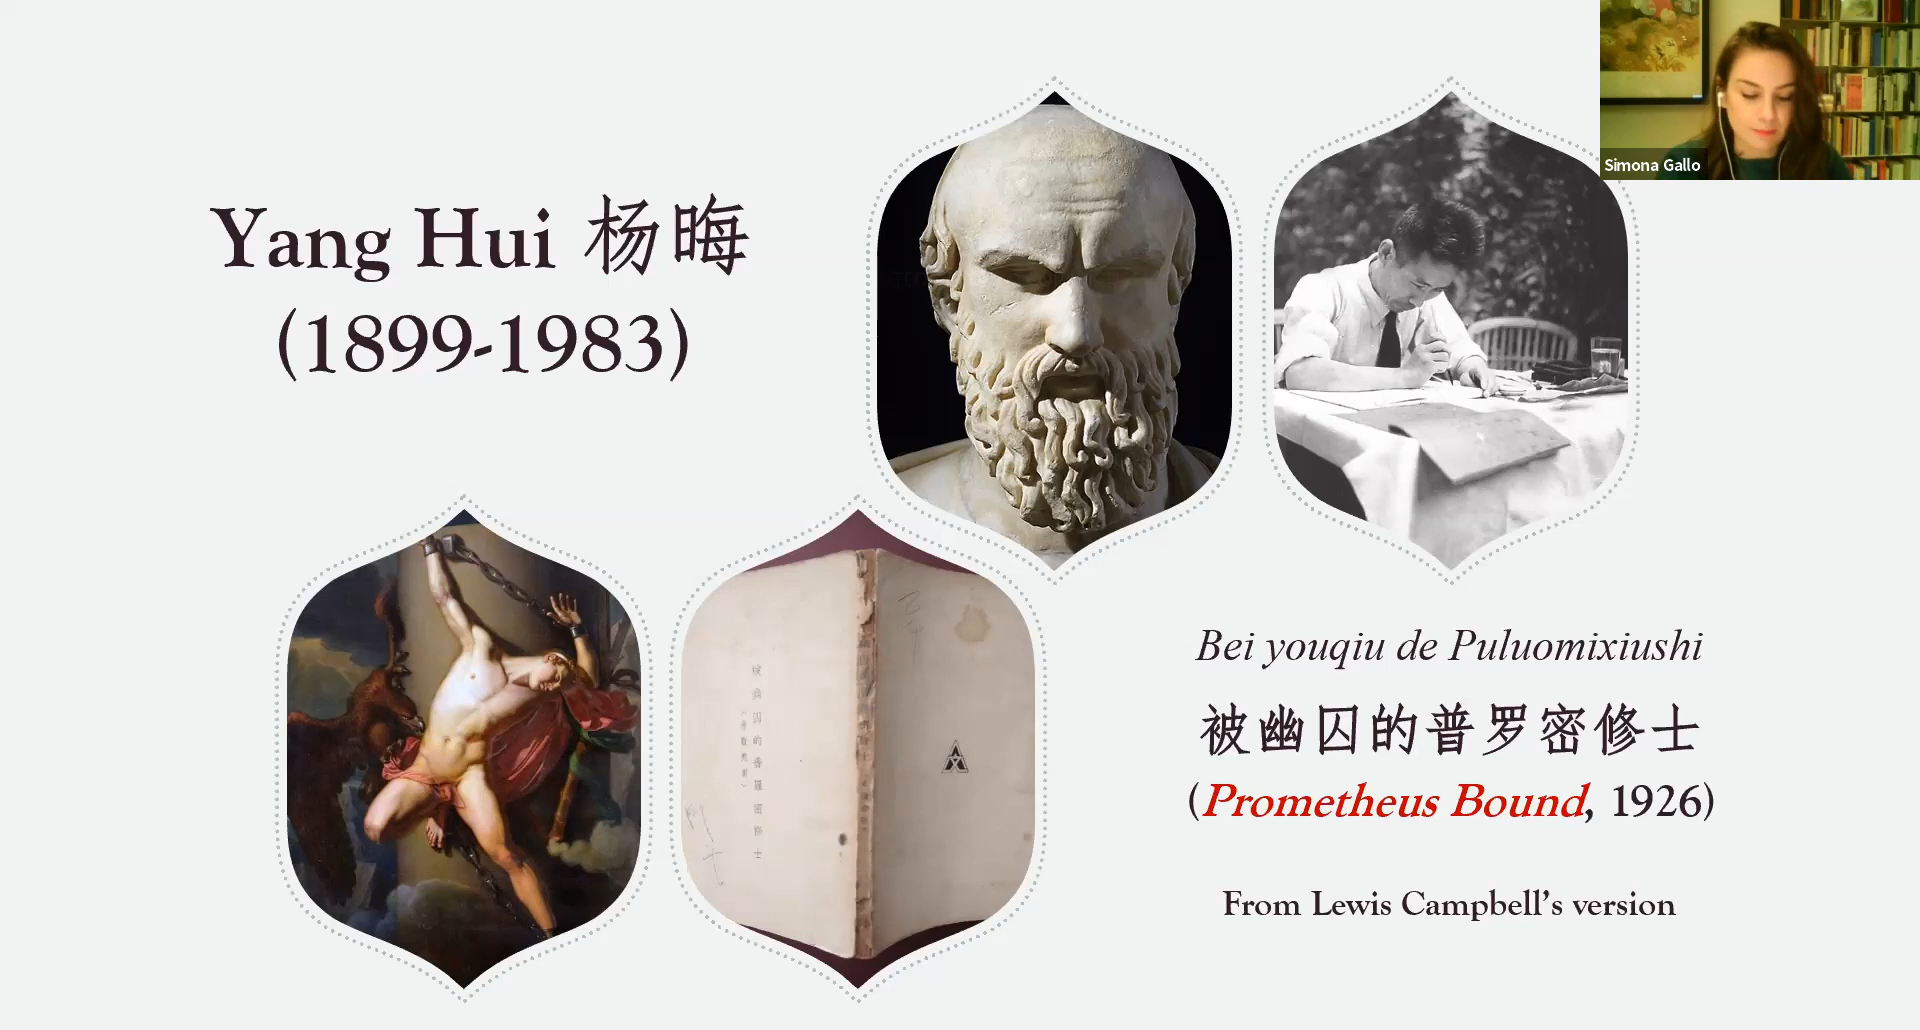 Simona Gallo
Yang Hui 杨晦
(1899-1983)
Bei youqiu de Puluomixiushi
被幽囚的普罗密修士
(Prometheus Bound, 1926)
From Lewis Campbell's version